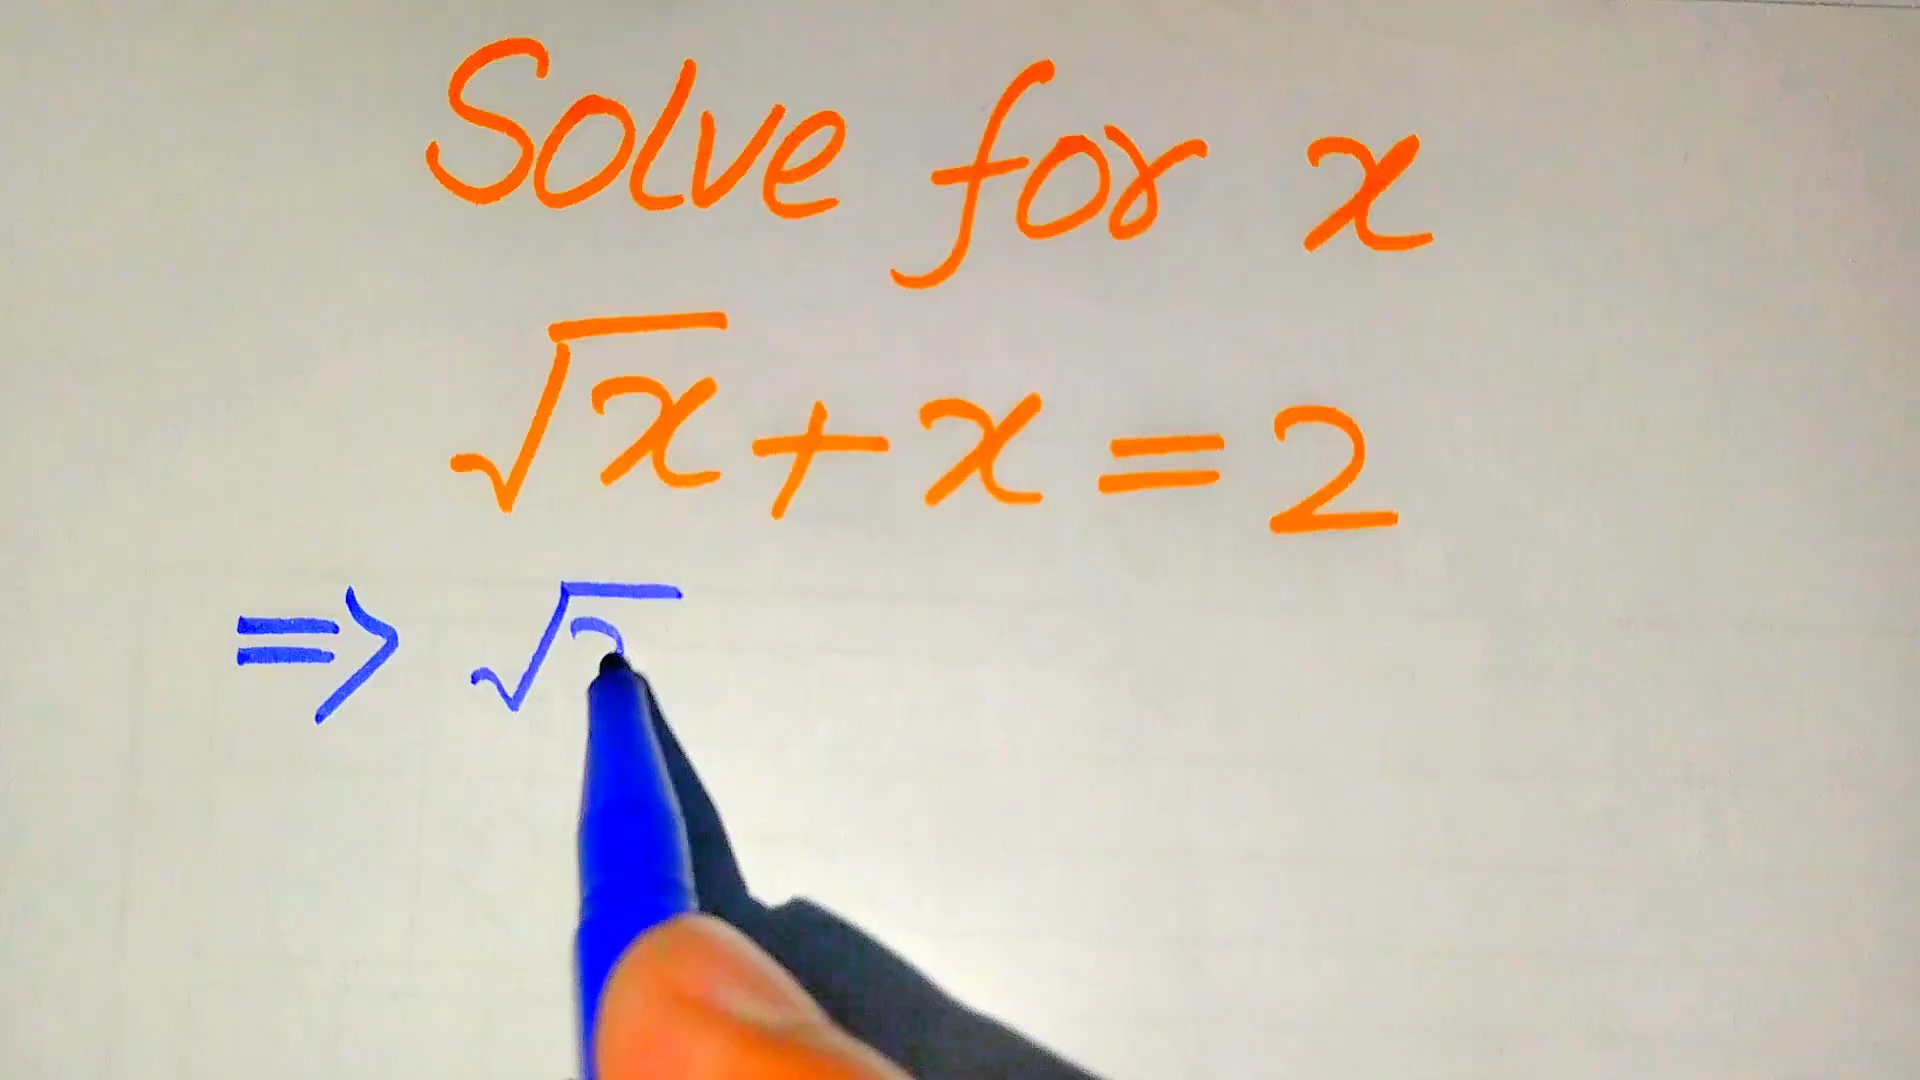 Solve for x
√x + x = 2
⇒ √